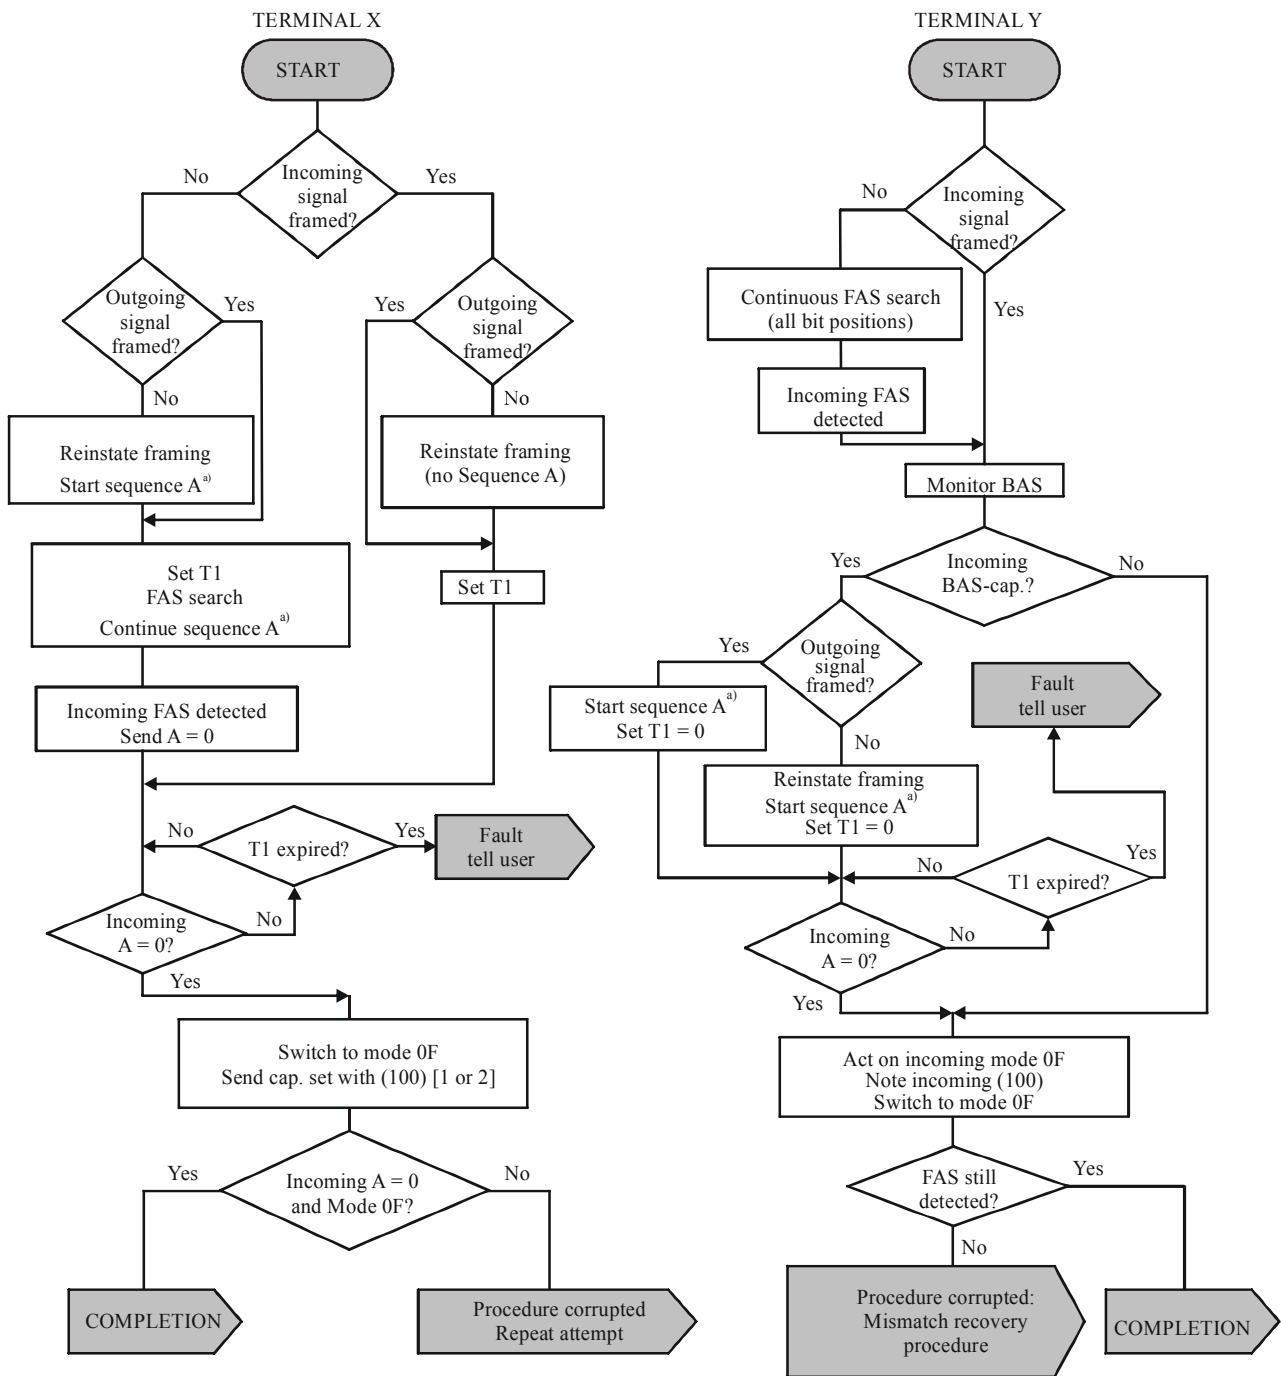 TERMINAL X
START
Incoming
signal
framed?
No
Yes
Outgoing
signal
framed?
Yes
No
Yes
Outgoing
signal
framed?
No
Reinstate framing
Start sequence A a)
Reinstate framing
(no Sequence A)
Set T1
FAS search
Continue sequence A a)
Set T1
Incoming FAS detected
Send A = 0
No
T1 expired?
Yes
Fault
tell user
Incoming
A = 0?
No
Yes
Switch to mode 0F
Send cap. set with (100) [1 or 2]
Yes
Incoming A = 0
and Mode 0F?
No
COMPLETION
Procedure corrupted
Repeat attempt
TERMINAL Y
START
No
Incoming
signal
framed?
Yes
Continuous FAS search
(all bit positions)
Incoming FAS
detected
Monitor BAS
Yes
Incoming
BAS-cap.?
No
Yes
Outgoing
signal
framed?
No
Start sequence A a)
Set T1 = 0
Fault
tell user
Reinstate framing
Start sequence A a)
Set T1 = 0
No
T1 expired?
Yes
Incoming
A = 0?
No
Yes
Act on incoming mode 0F
Note incoming (100)
Switch to mode 0F
FAS still
detected?
Yes
No
Procedure corrupted:
Mismatch recovery
procedure
COMPLETION